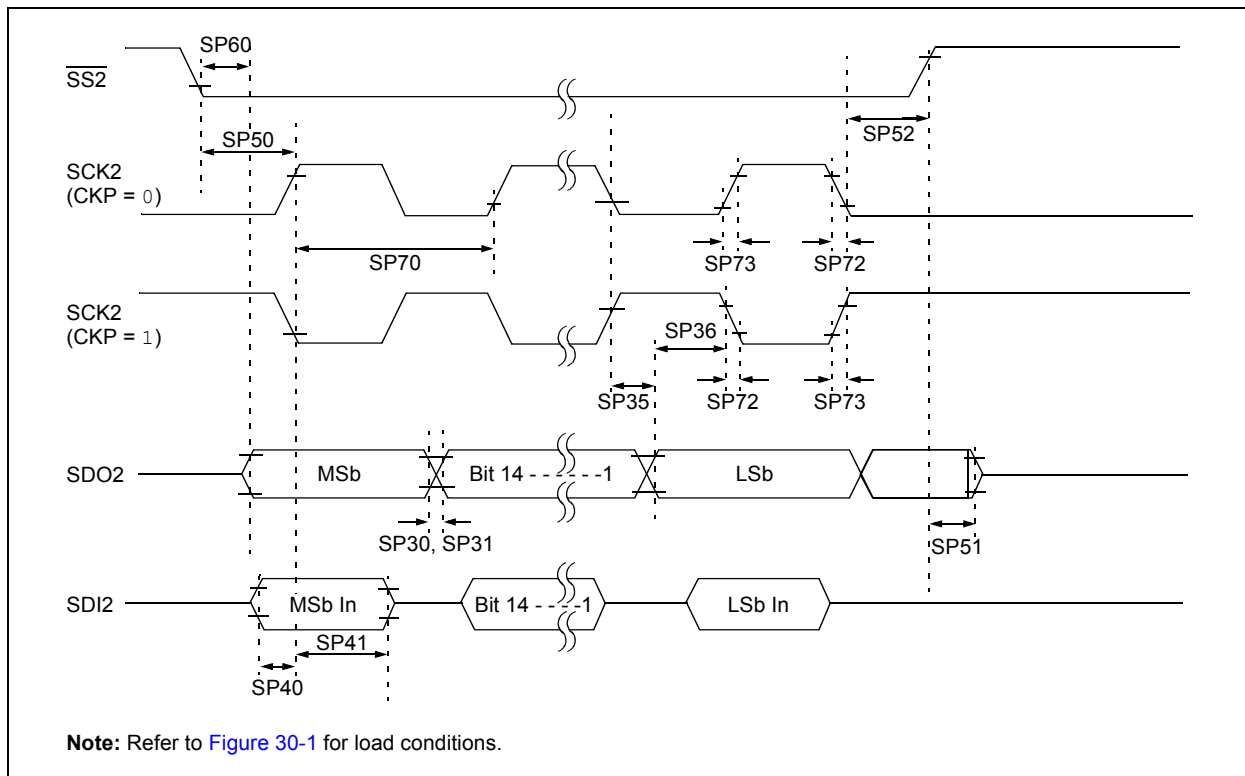 SP60
SS2
SP50
SP52
SCK2
(CKP = 0)
SP70
SP73
SP72
SCK2
(CKP = 1)
SP36
SP35
SP72
SP73
SDO2
MSb
Bit 14 - - - - - -1
LSb
SP30, SP31
SP51
SDI2
MSb In
Bit 14 - - - -1
LSb In
SP41
SP40
Note: Refer to Figure 30-1 for load conditions.